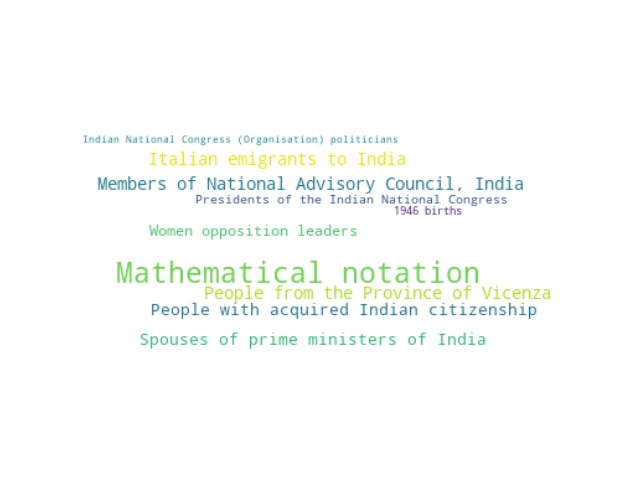 Indian National Congress (Organisation) politicians
Italian emigrants to India
Members of National Advisory Council, India
Presidents of the Indian National Congress
1946 births
Women opposition leaders
Mathematical notation
People from the Province of Vicenza
People with acquired Indian citizenship
Spouses of prime ministers of India